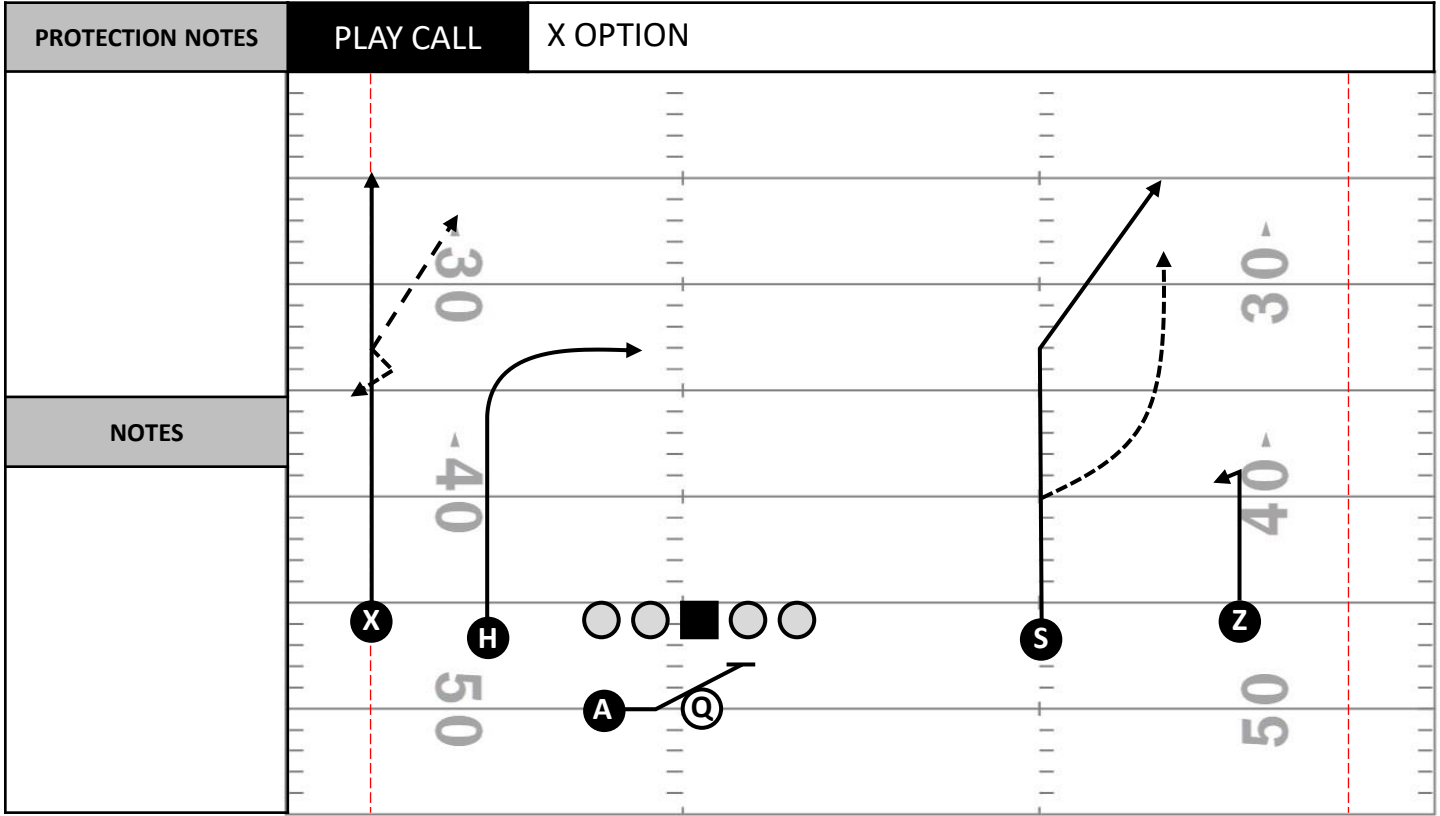 PROTECTION NOTES
PLAY CALL
X OPTION
30
30
NOTES
40
40
X
H
S
Z
50
A
Q
50